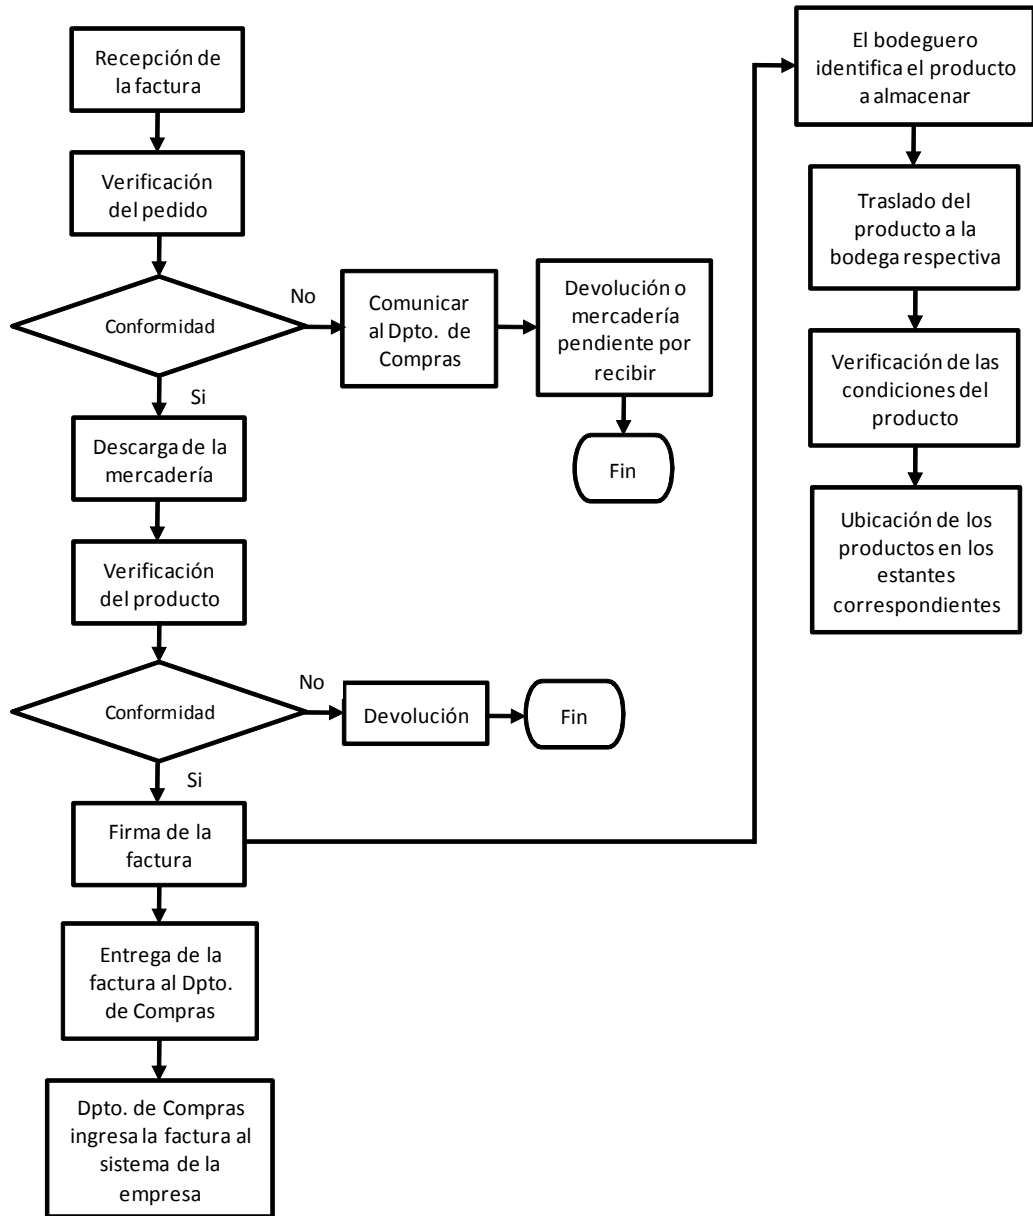 Recepción de
la factura
Verificación
del pedido
Conformidad
No
Comunicar
al Dpto. de
Compras
Devolución o
mercadería
pendiente por
recibir
Fin
Si
Descarga de la
mercadería
Verificación
del producto
Conformidad
No
Devolución
Fin
Si
Firma de la
factura
Entrega de la
factura al Dpto.
de Compras
Dpto. de Compras
ingresa la factura al
sistema de la
empresa
El bodeguero
identifica el producto
a almacenar
Traslado del
producto a la
bodega respectiva
Verificación de las
condiciones del
producto
Ubicación de los
productos en los
estantes
correspondientes